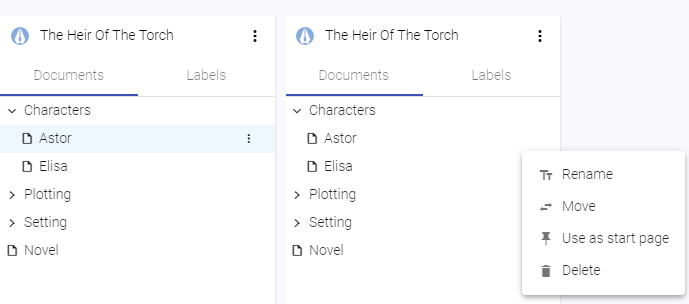 The Heir Of The Torch
Documents Labels
Characters
Astor
Elisa
Plotting
Setting
Novel
The Heir Of The Torch
Documents Labels
Characters
Astor
Elisa
Plotting
Setting
Novel
Rename
Move
Use as start page
Delete